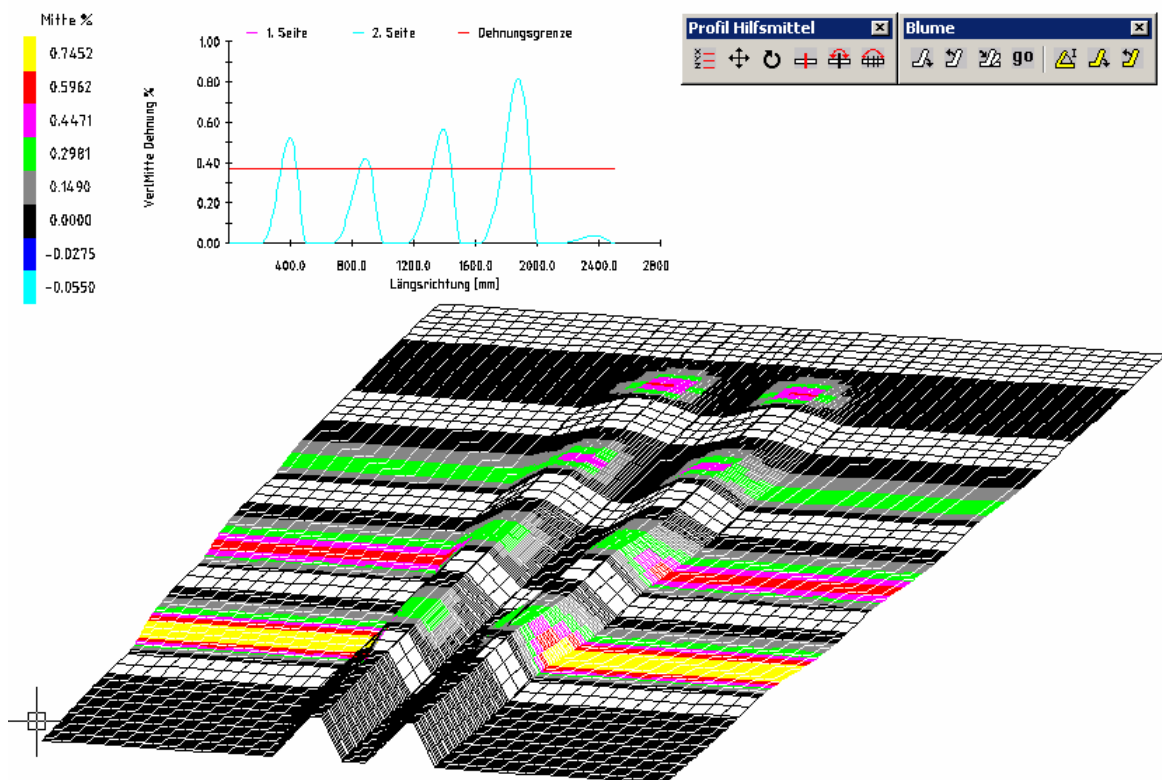 Mitte %
0.7452
0.5962
0.4471
0.2981
0.1490
0.0000
-0.0275
-0.0550
1. Seite 2. Seite Dehnungsgrenze
VerlMitte Dehnung %
1.00
0.80
0.60
0.40
0.20
0.00
400.0 800.0 1200.0 1600.0 2000.0 2400.0 2800
Längsrichtung [mm]
Profil Hilfsmittel
Blume
go